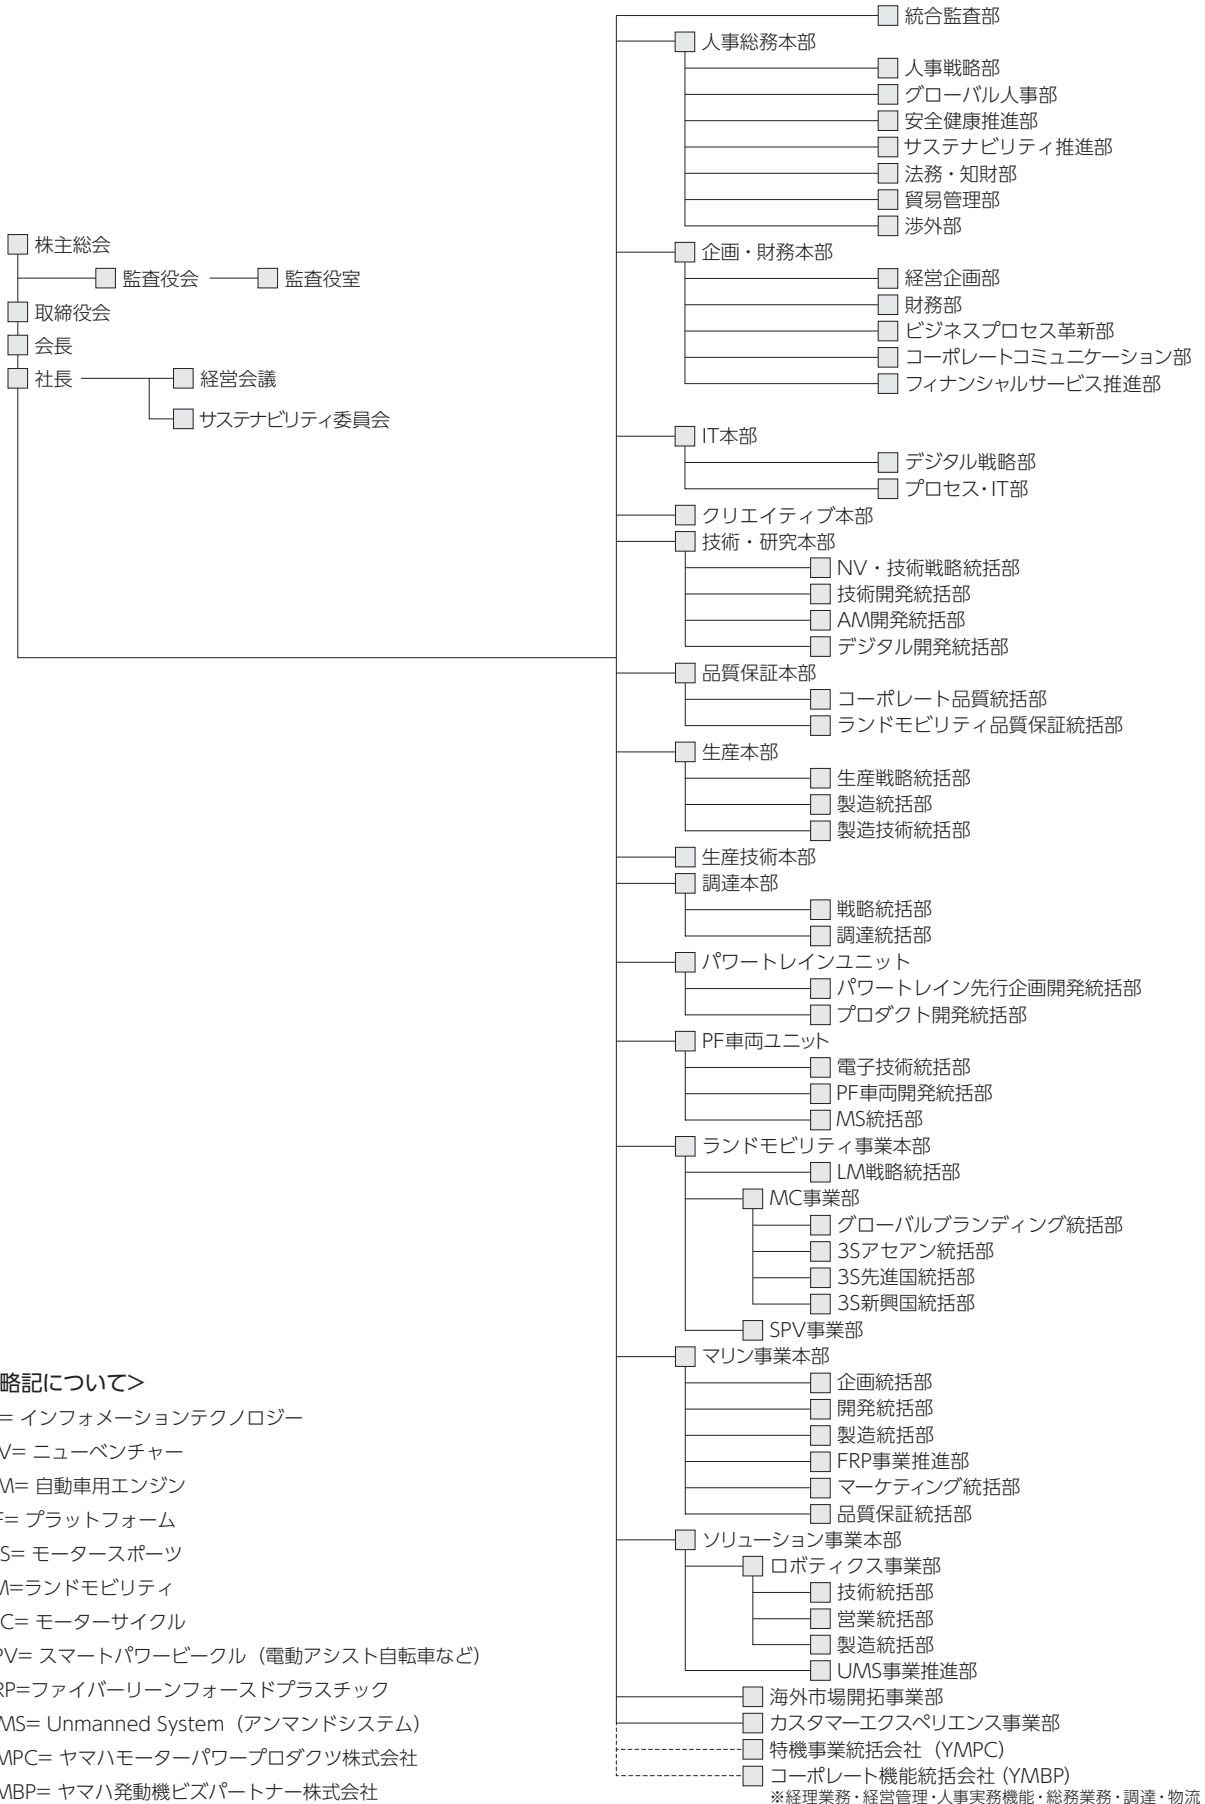 株主総会
監査役会
監査役室
取締役会
会長
社長
経営会議
サステナビリティ委員会
統合監査部
人事総務本部
人事戦略部
グローバル人事部
安全健康推進部
サステナビリティ推進部
法務・知財部
貿易管理部
渉外部
企画・財務本部
経営企画部
財務部
ビジネスプロセス革新部
コーポレートコミュニケーション部
フィナンシャルサービス推進部
IT本部
デジタル戦略部
プロセス・IT部
クリエイティブ本部
技術・研究本部
NV・技術戦略統括部
技術開発統括部
AM開発統括部
デジタル開発統括部
品質保証本部
コーポレート品質統括部
ランドモビリティ品質保証統括部
生産本部
生産戦略統括部
製造統括部
製造技術統括部
生産技術本部
調達本部
戦略統括部
調達統括部
パワートレインユニット
パワートレイン先行企画開発統括部
プロダクト開発統括部
PF車両ユニット
電子技術統括部
PF車両開発統括部
MS統括部
ランドモビリティ事業本部
LM戦略統括部
MC事業部
グローバルブランディング統括部
3Sアセアン統括部
3S先進国統括部
3S新興国統括部
SPV事業部
マリン事業本部
企画統括部
開発統括部
製造統括部
FRP事業推進部
マーケティング統括部
品質保証統括部
ソリューション事業本部
ロボティクス事業部
技術統括部
営業統括部
製造統括部
UMS事業推進部
海外市場開拓事業部
カスタマーエクスペリエンス事業部
特機事業統括会社（YMPC）
コーポレート機能統括会社（YMBP）
※経理業務・経営管理・人事実務機能・総務業務・調達・物流
略記について>
= インフォメーションテクノロジー
V= ニューベンチャー
M= 自動車用エンジン
F= プラットフォーム
S= モータースポーツ
M=ランドモビリティ
C= モーターサイクル
PV= スマートパワービークル（電動アシスト自転車など）
RP=ファイバーリーンフォースドプラスチック
MS= Unmanned System（アンマンドシステム）
MPC= ヤマハモーターパワープロダクツ株式会社
MBP= ヤマハ発動機ビズパートナー株式会社